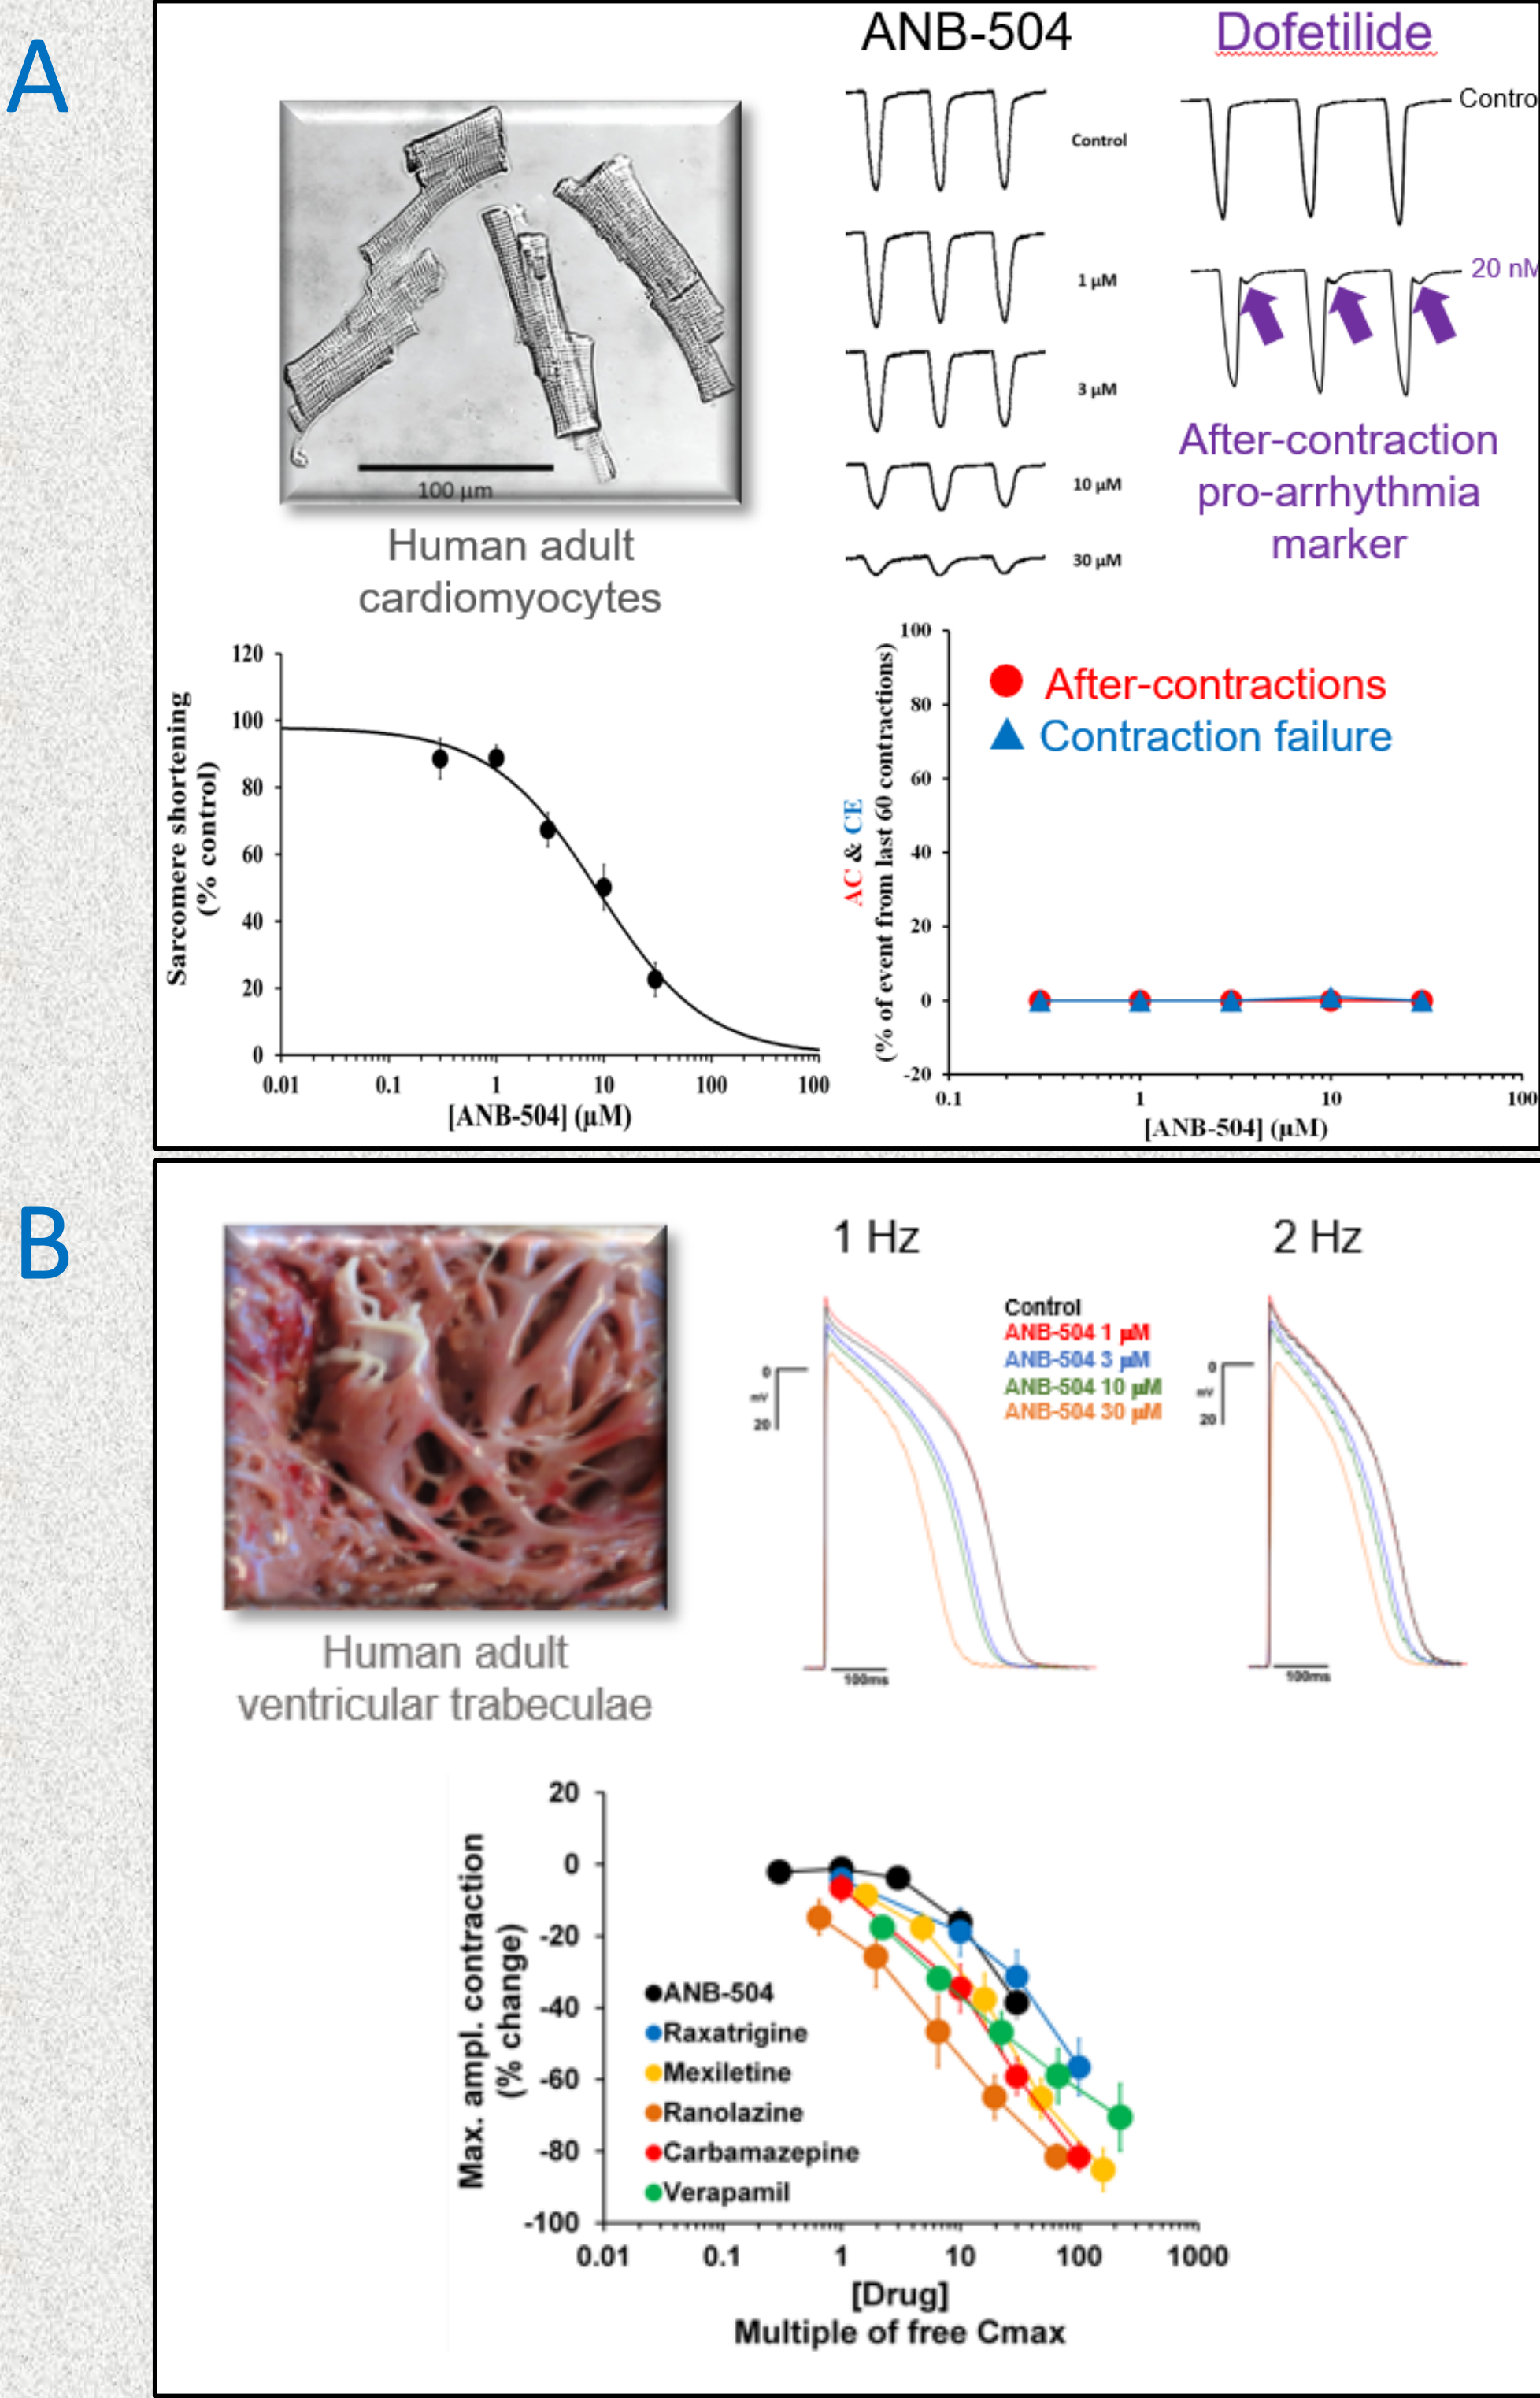 A
ANB-504
Dofetilide
Control
1 µM
3 µM
10 µM
30 µM
Contro
20 nM
After-contraction
pro-arrhythmia
marker
100 µm
Human adult
cardiomyocytes
Sarcomere shortening
(% control)
120
100
80
60
40
20
0
0.01
0.1
1
10
100
100
[ANB-504] (µM)
AC & CE
(% of event from last 60 contractions)
100
80
60
40
20
0
-20
After-contractions
Contraction failure
0.1
1
10
100
[ANB-504] (µM)
B
Human adult
ventricular trabeculae
1 Hz
2 Hz
Control
ANB-504 1 µM
ANB-504 3 µM
ANB-504 10 µM
ANB-504 30 µM
0
mV
20
100ms
0
mV
20
100ms
Max. ampl. contraction
(% change)
20
0
-20
-40
-60
-80
-100
ANB-504
Raxatrigine
Mexiletine
Ranolazine
Carbamazepine
Verapamil
0.01
0.1
1
10
100
1000
[Drug]
Multiple of free Cmax